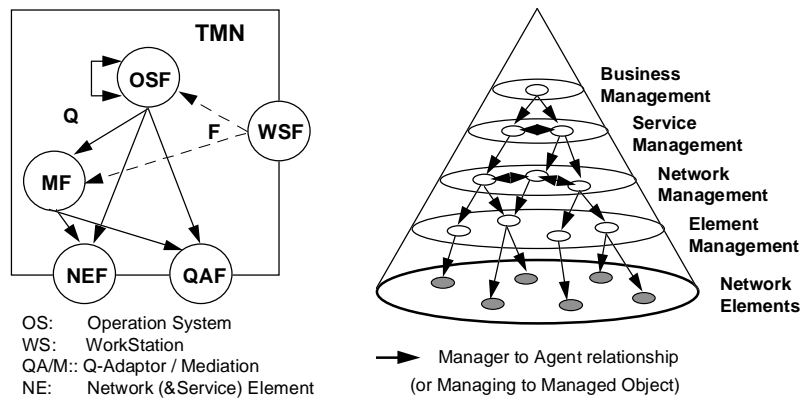 TMN
OSF
Q
F
WSF
MF
NEF
QAF
OS: Operation System
WS: WorkStation
QA/M:: Q-Adaptor / Mediation
NE: Network (&Service) Element
Business
Management
Service
Management
Network
Management
Element
Management
Network
Elements
Manager to Agent relationship
(or Managing to Managed Object)